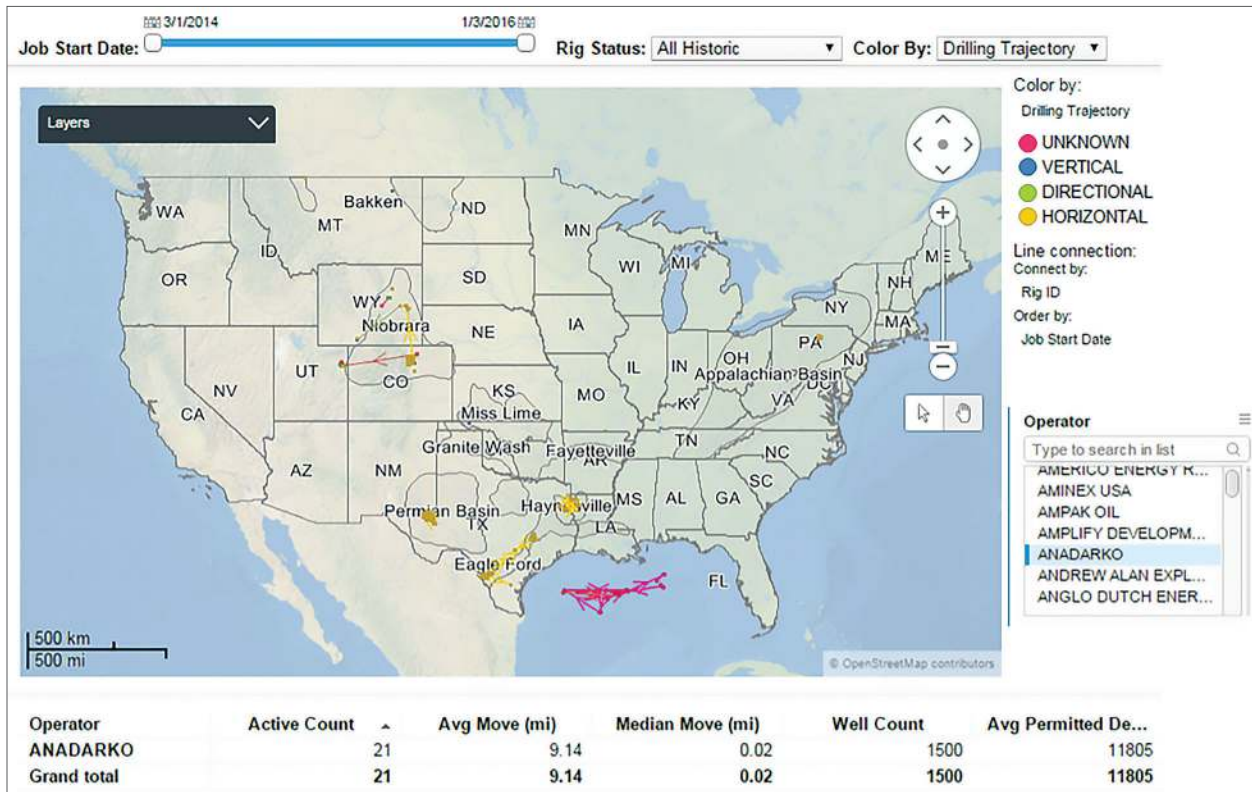 3/1/2014 1/3/2016
Job Start Date: Rig Status: All Historic Color By: Drilling Trajectory
Color by:
Drilling Trajectory
UNKNOWN
VERTICAL
DIRECTIONAL
HORIZONTAL
Line connection:
Connect by:
Rig ID
Order by:
Job Start Date
Layers
WA
Bakken
ND
MT
MN
ID
ME
OR
SD
WI
MI
NH
NY
WY
MA
Niobrara
IA
NE
PA
NJ
OH
IL
IN
NV
UT
CO
Appalachian Basin
DC
MO
KS
VA
CA
KY
Miss Lime
Granite Wash
Fayetteville
TN
NC
AR
AZ
NM
SC
MS
AL
GA
Permian Basin
Haynesville
TX
LA
Eagle Ford
FL
500 km
500 mi
© OpenStreetMap contributors
Operator
Type to search in list
AMERICO ENERGY R...
AMINEX USA
AMPAK OIL
AMPLIFY DEVELOPM...
ANADARKO
ANDREW ALAN EXPL...
ANGLO DUTCH ENER...
Operator Active Count Avg Move (mi) Median Move (mi) Well Count Avg Permitted De...
ANADARKO 21 9.14 0.02 1500 11805
Grand total 21 9.14 0.02 1500 11805